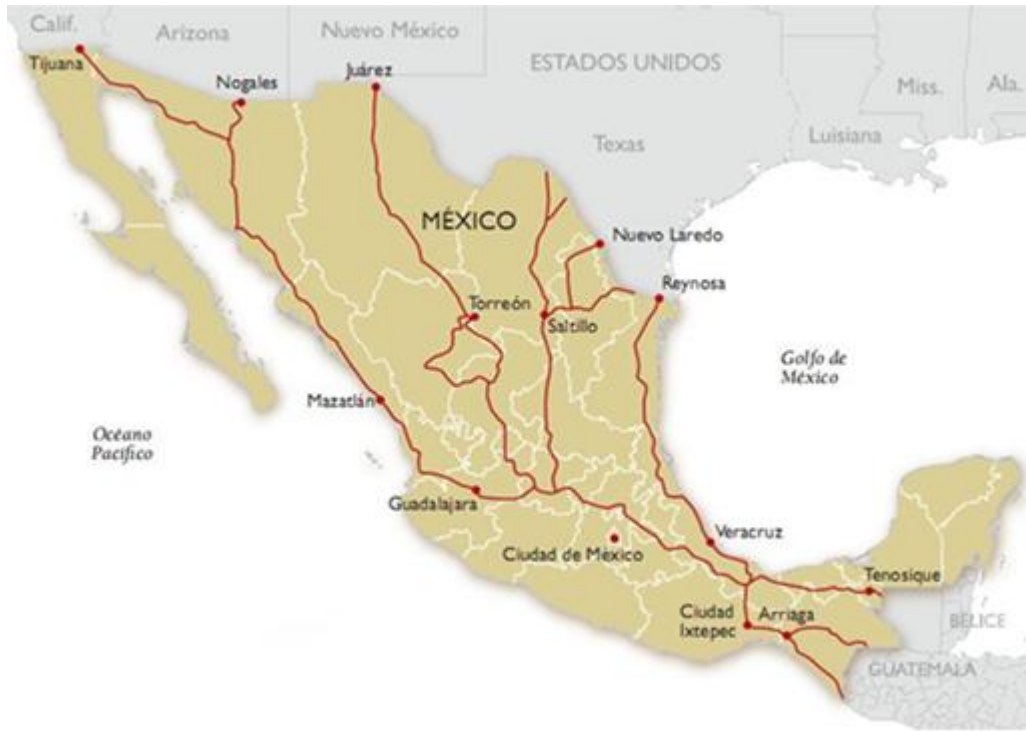 Calif.
Arizona
Nuevo México
ESTADOS UNIDOS
Tijuana
Nogales
Juárez
Miss.
Ala.
Texas
Luisiana
MÉXICO
Nuevo Laredo
Reynosa
Torreón
Saltillo
Golfo de
México
Mazatlán
Océano
Pacífico
Guadalajara
Veracruz
Ciudad de México
Tenosique
Ciudad
Ixtepec
Arriaga
BELICE
GUATEMALA